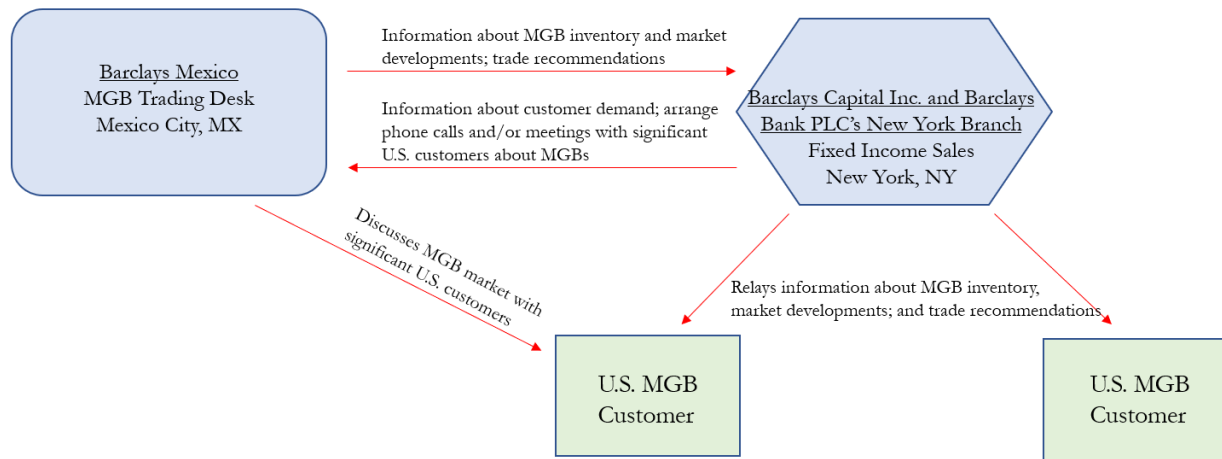 Barclays Mexico
MGB Trading Desk
Mexico City, MX
Information about MGB inventory and market
developments; trade recommendations
Information about customer demand; arrange
phone calls and/or meetings with significant
U.S. customers about MGBs
Barclays Capital Inc. and Barclays
Bank PLC’s New York Branch
Fixed Income Sales
New York, NY
Discusses MGB market with
significant U.S. customers
Relays information about MGB inventory,
market developments; and trade recommendations
U.S. MGB
Customer
U.S. MGB
Customer